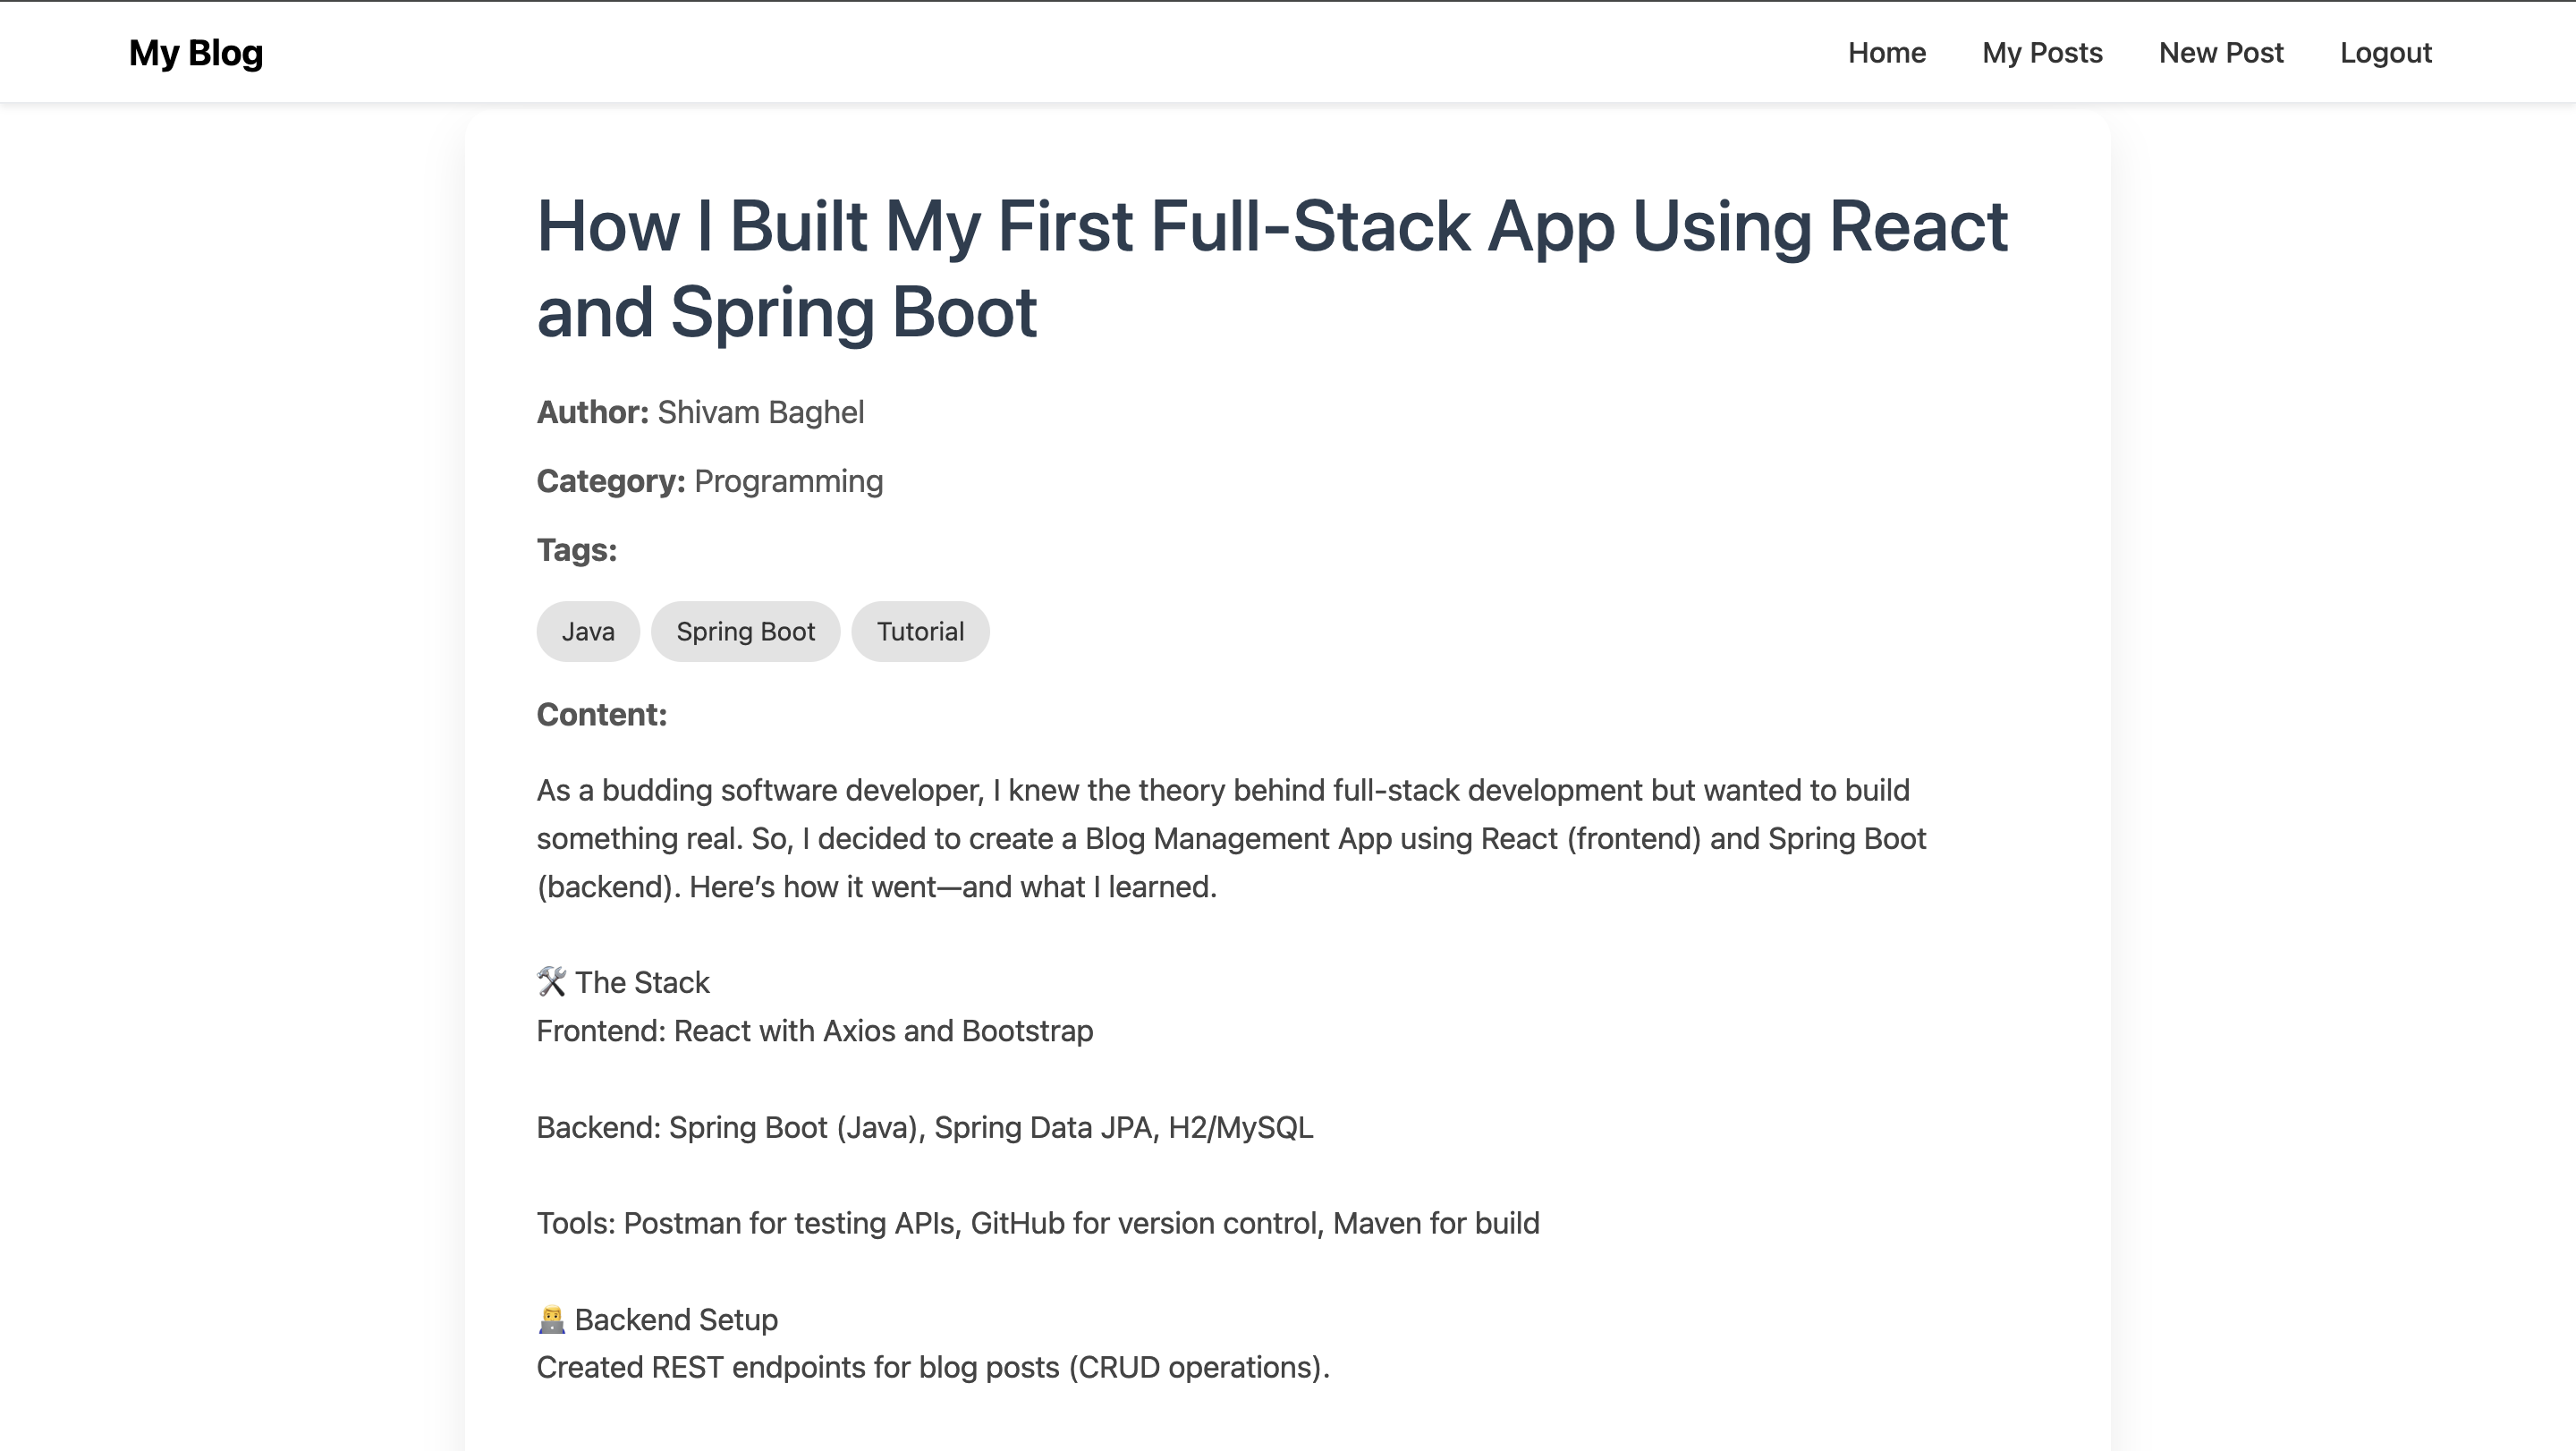 My Blog
Home
My Posts
New Post
Logout
How I Built My First Full-Stack App Using React
and Spring Boot
Author: Shivam Baghel
Category: Programming
Tags:
Java
Spring Boot
Tutorial
Content:
As a budding software developer, I knew the theory behind full-stack development but wanted to build
something real. So, I decided to create a Blog Management App using React (frontend) and Spring Boot
(backend). Here’s how it went—and what I learned.
🛠️ The Stack
Frontend: React with Axios and Bootstrap
Backend: Spring Boot (Java), Spring Data JPA, H2/MySQL
Tools: Postman for testing APIs, GitHub for version control, Maven for build
👨‍💻 Backend Setup
Created REST endpoints for blog posts (CRUD operations).